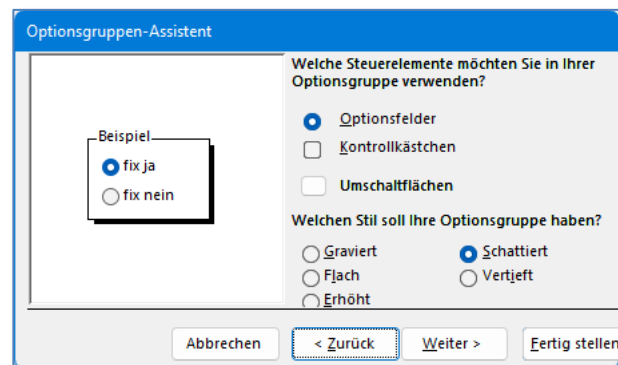 Optionsgruppen-Assistent
Welche Steuerelemente möchten Sie in Ihrer
Optionsgruppe verwenden?
Beispiel
fix ja
fix nein
Optionsfelder
Kontrollkästchen
Umschaltflächen
Welchen Stil soll Ihre Optionsgruppe haben?
Graviert
Schattiert
Flach
Vertieft
Erhöht
Abbrechen
< Zurück
Weiter >
Fertig stellen